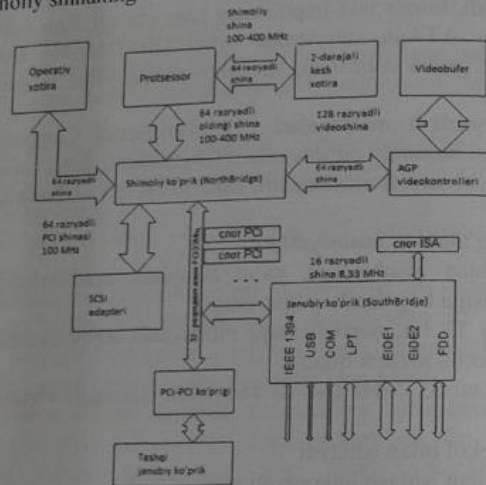 Shimoliy
shina
100-400 MHz
Operativ
xotira
Protsessor
64 razryadli
shina
2-darajali
kesh
xotira
Videobufer
64 razryadli
oldingi shina
100-400 MHz
128 razryadli
videoshina
64 razryadli
shina
Shimoliy ko'prik (NorthBridge)
64 razryadli
shina
AGP
videokontrolleri
64 razryadli
PCI shinasi
100 MHz
слот PCI
слот PCI
. . .
слот ISA
16 razryadli
shina 8,33 MHz
SCSI
adapteri
Janubiy ko'prik (SouthBridje)
IEEE 1394
USB
COM
LPT
EIDE1
EIDE2
FDD
PCI-PCI ko'prigi
Tashqi
janubiy ko'prik